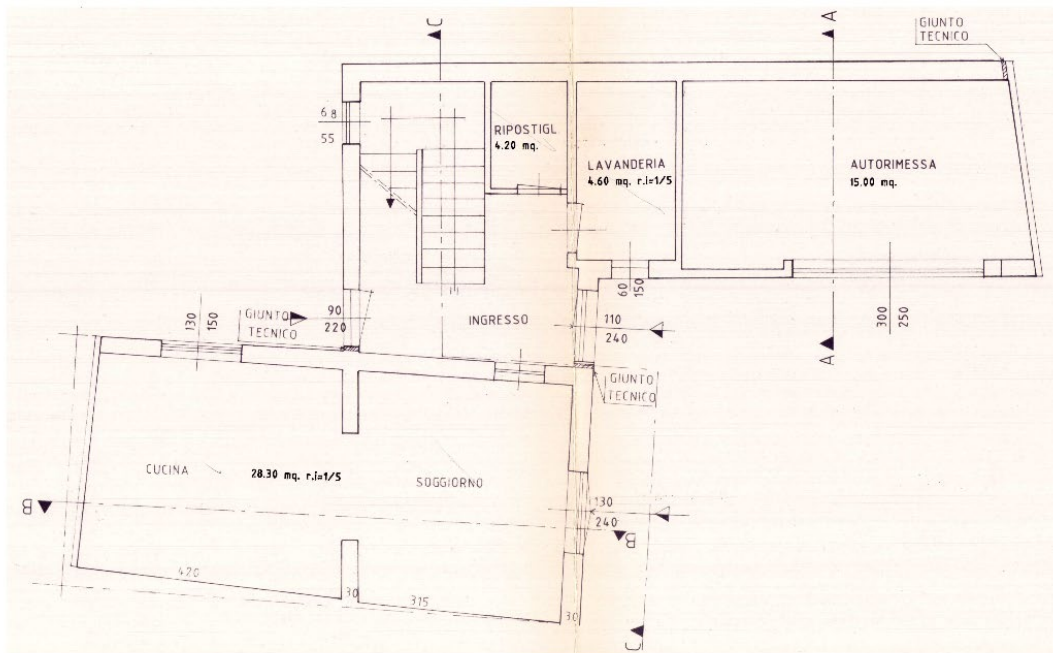 C
A
GIUNTO
TECNICO
68
55
RIPOSTIGL
4.20 mq.
LAVANDERIA
4.60 mq. r.i=1/5
AUTORIMESSA
15.00 mq.
60
150
300
250
130
150
GIUNTO
TECNICO
90
220
INGRESSO
110
240
A
GIUNTO
TECNICO
CUCINA
28.30 mq. r.i=1/5
SOGGIORNO
B
130
240
B
420
30
315
30
C